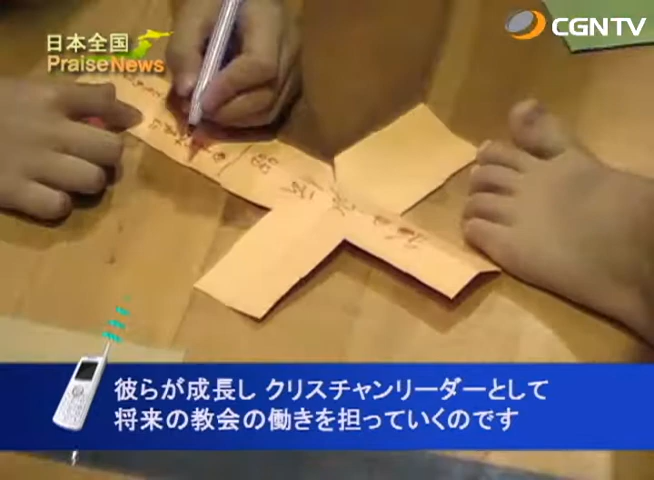 日本全国
Praise News
CGNTV
彼らが成長し クリスチャンリーダーとして
将来の教会の働きを担っていくのです